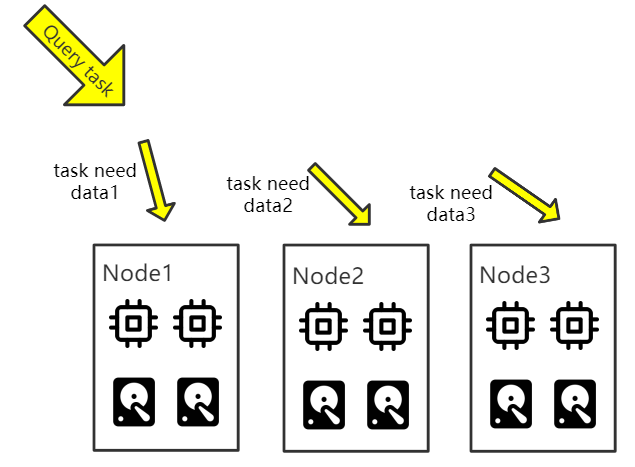 Query task
task need
data1
task need
data2
task need
data3
Node1
Node2
Node3